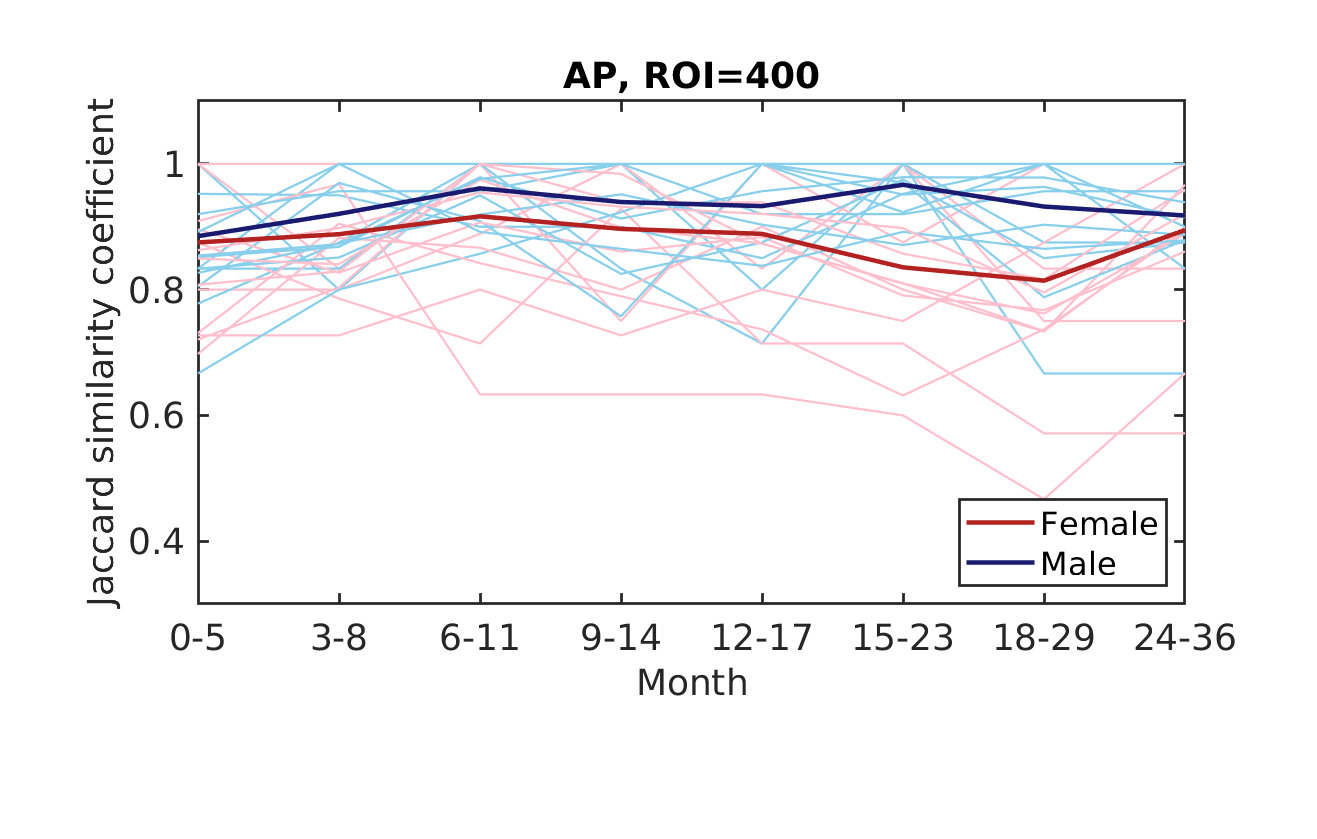 AP, ROI=400
Jaccard similarity coefficient
1
0.8
0.6
0.4
Female
Male
0-5 3-8 6-11 9-14 12-17 15-23 18-29 24-36
Month